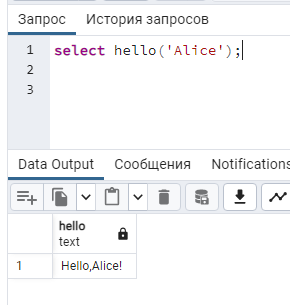 Запрос История запросов
1 select hello('Alice');
2
3
Data Output Сообщения Notifications
hello
text
1 Hello,Alice!